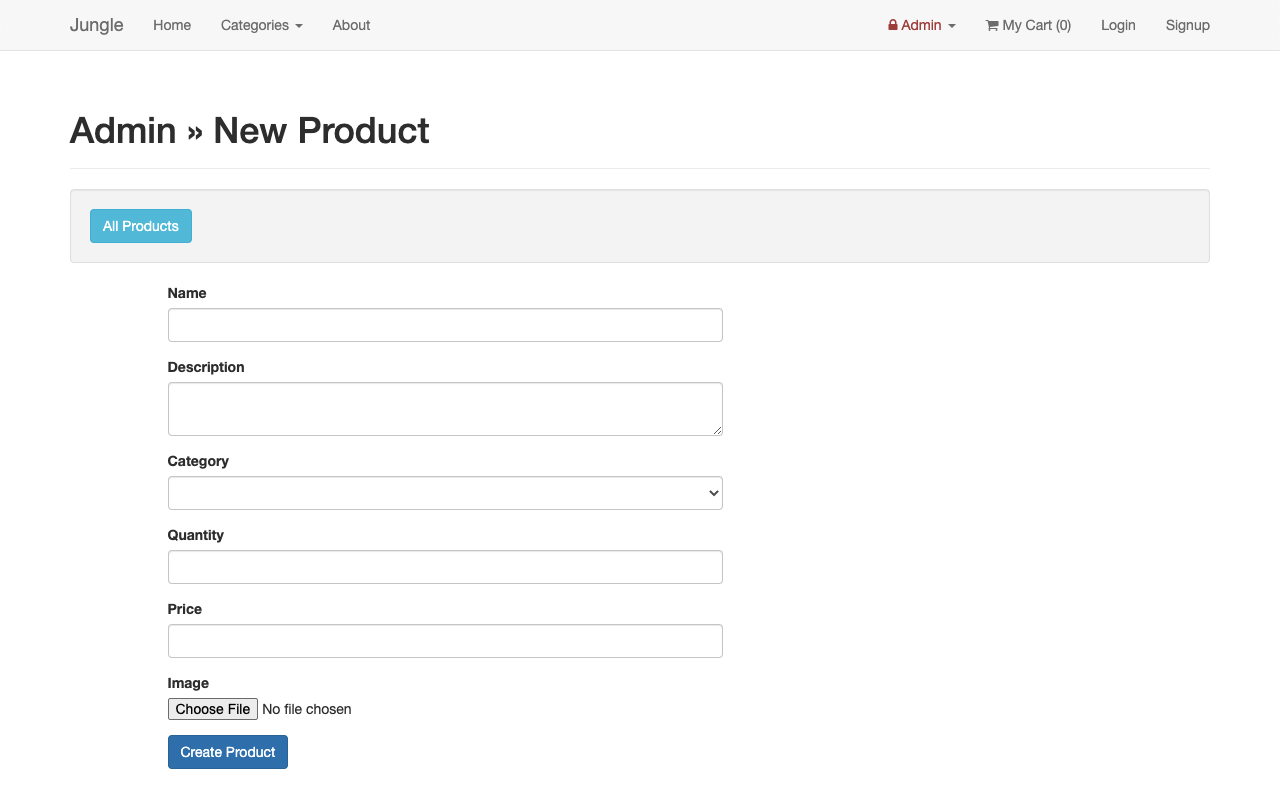 Jungle Home Categories About Admin My Cart (0) Login Signup
Admin » New Product
All Products
Name
Description
Category
Quantity
Price
Image
Choose File No file chosen
Create Product